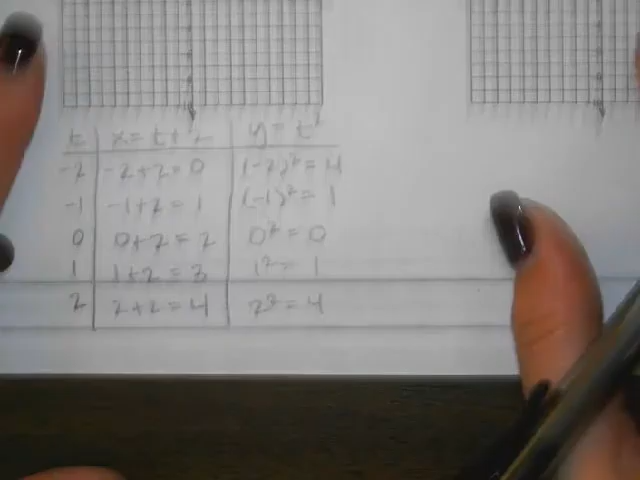 t x = t + 2 y = t²
-2 -2+2=0 (-2)²=4
-1 -1+2=1 (-1)²=1
0 0+2=2 0²=0
1 1+2=3 1²=1
2 2+2=4 2²=4